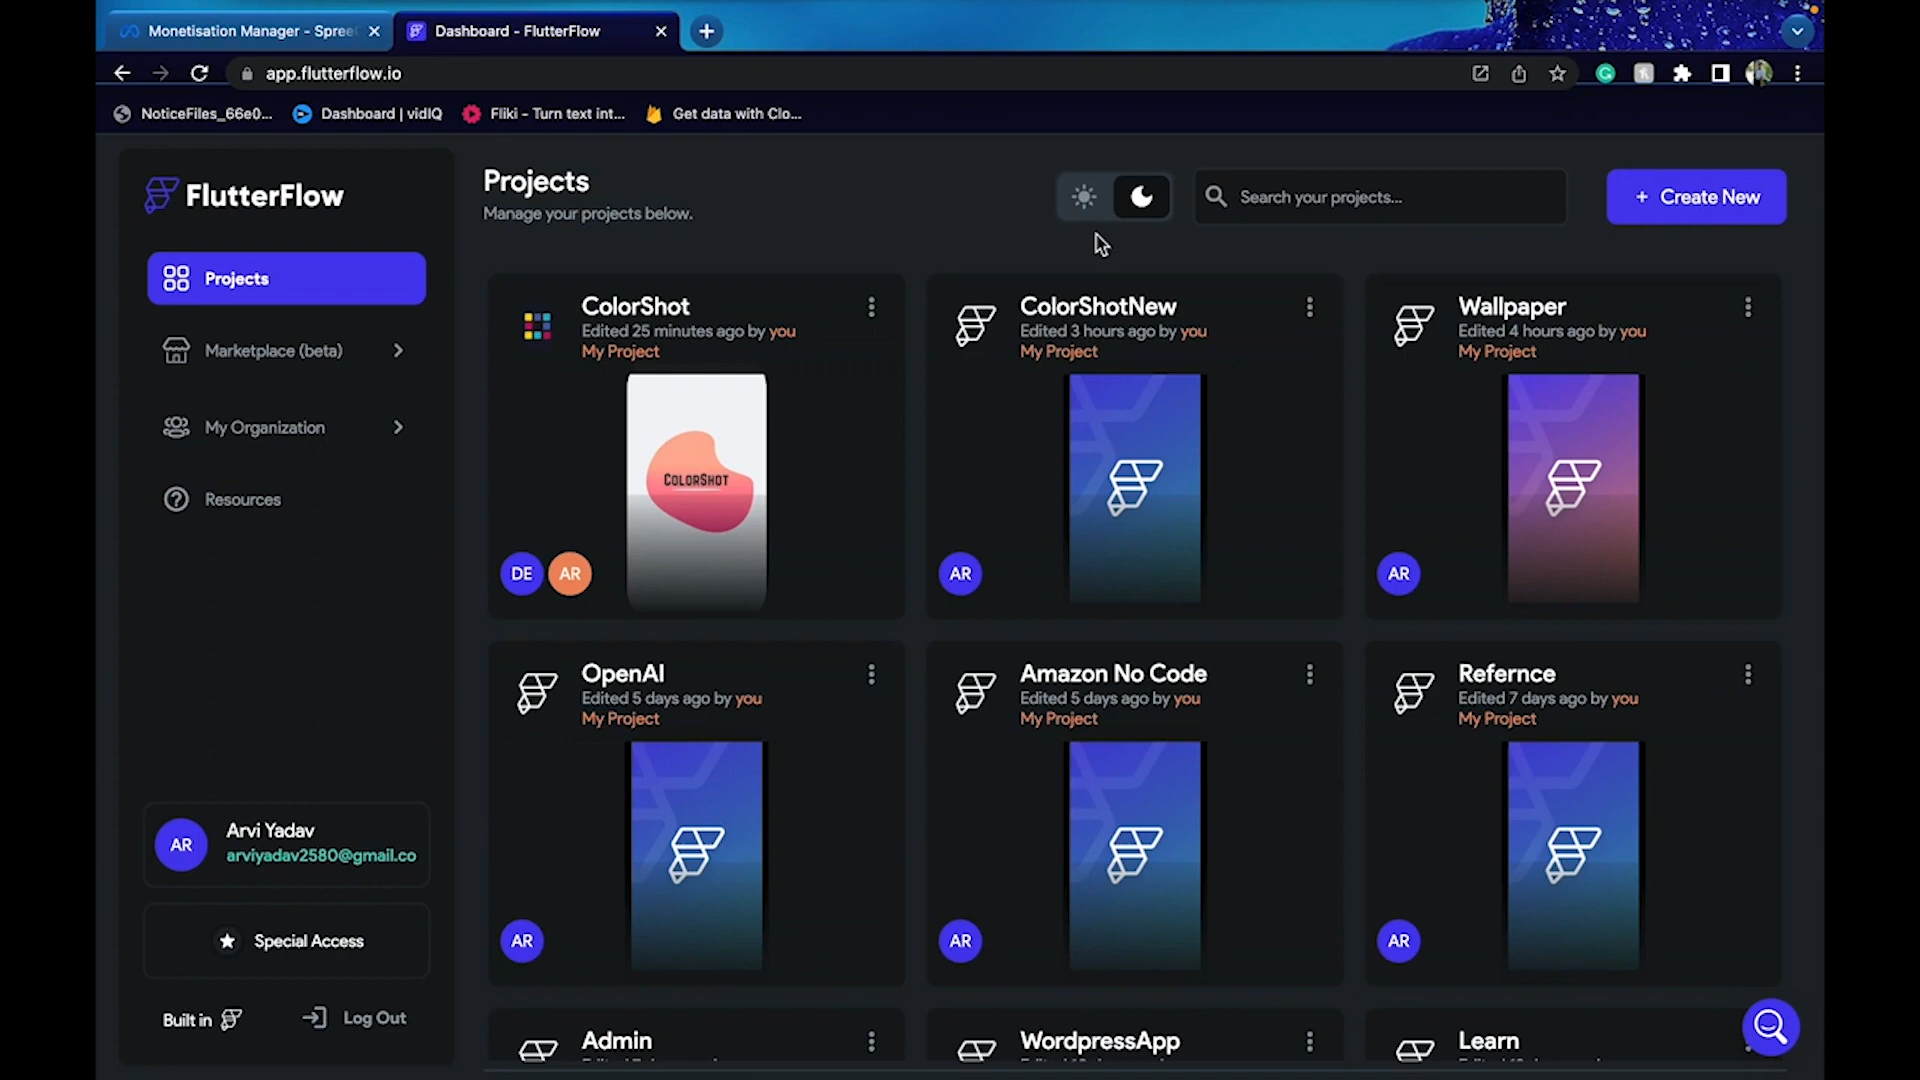 Monetisation Manager - Spree
Dashboard - FlutterFlow
app.flutterflow.io
NoticeFiles_66e0...
Dashboard | vidIQ
Fliki - Turn text int...
Get data with Clo...
FlutterFlow
Projects
Marketplace (beta)
My Organization
Resources
AR
Arvi Yadav
arviyadav2580@gmail.co
Special Access
Built in
Log Out
Projects
Manage your projects below.
Search your projects...
+ Create New
ColorShot
Edited 25 minutes ago by you
My Project
COLORSHOT
DE
AR
ColorShotNew
Edited 3 hours ago by you
My Project
AR
Wallpaper
Edited 4 hours ago by you
My Project
AR
OpenAI
Edited 5 days ago by you
My Project
AR
Amazon No Code
Edited 5 days ago by you
My Project
AR
Refernce
Edited 7 days ago by you
My Project
AR
Admin
WordpressApp
Learn